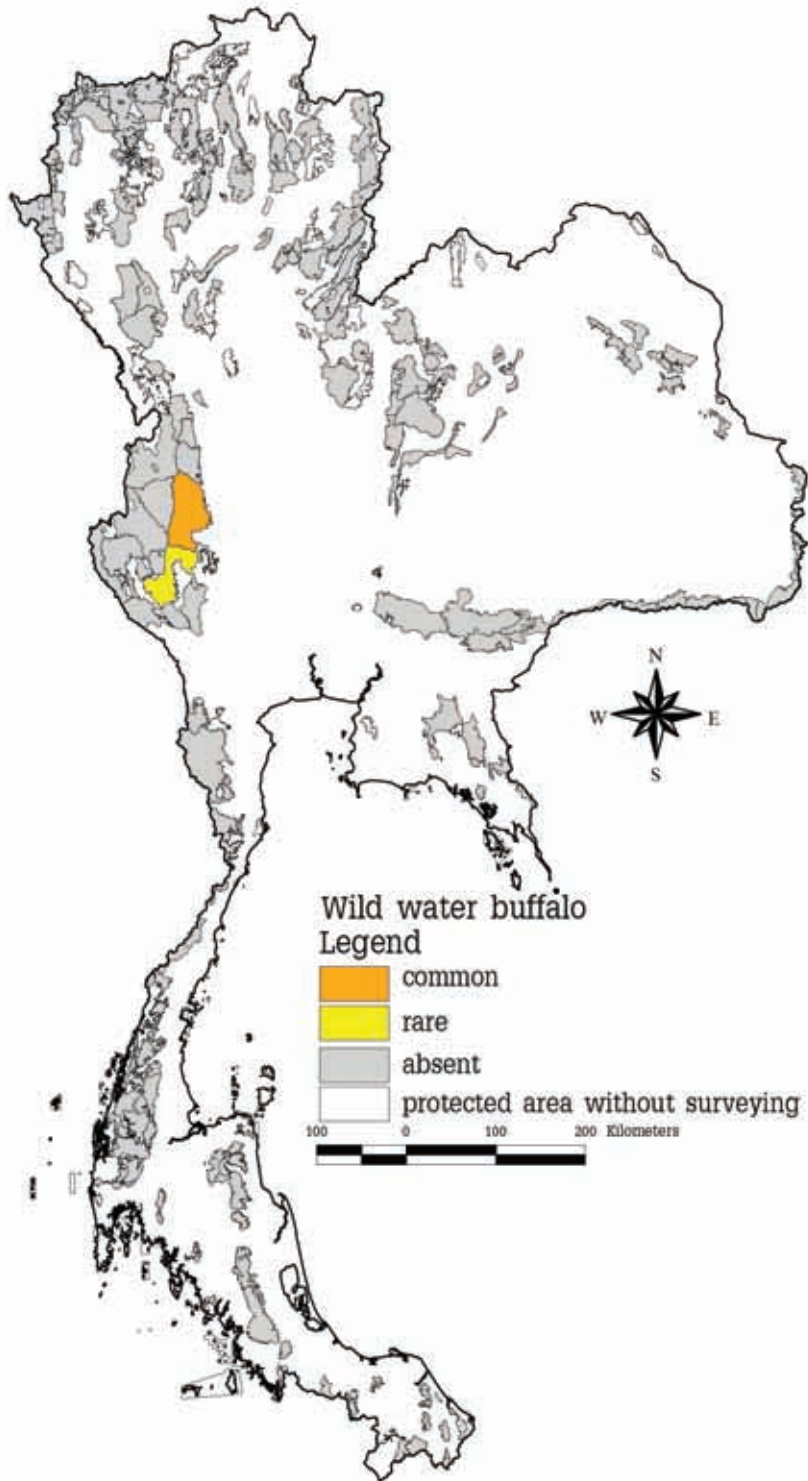 N
W E
S
Wild water buffalo
Legend
common
rare
absent
protected area without surveying
100 0 100 200 Kilometers